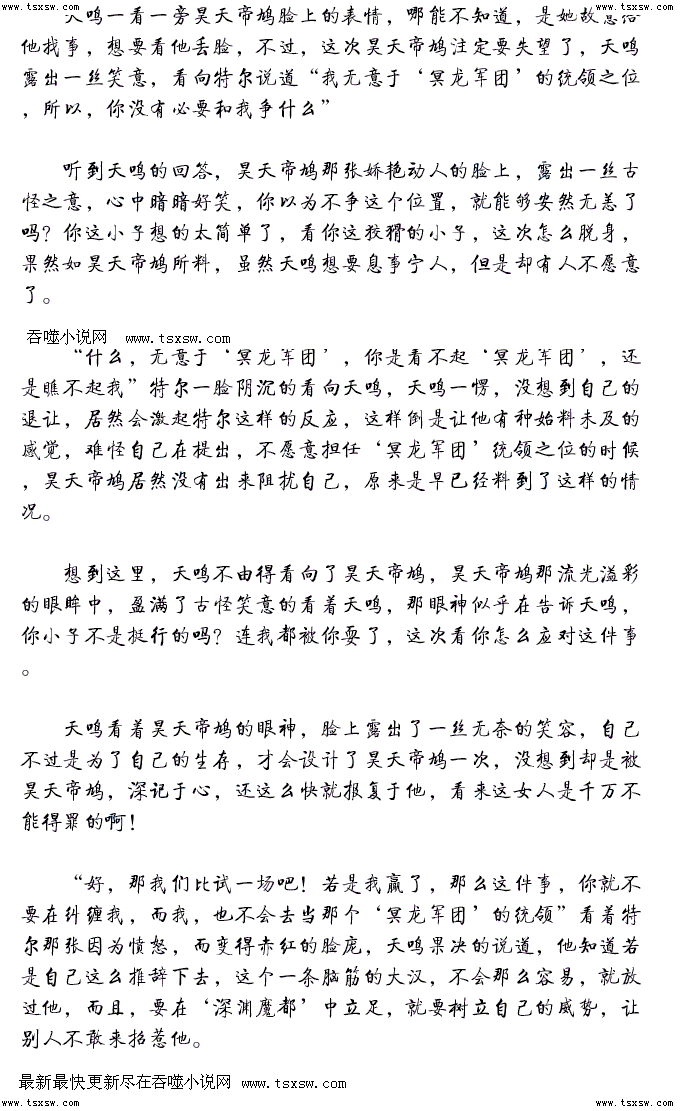 www.tsxsw.com www.tsxsw.com
天鸣一看一旁昊天帝鸠脸上的表情，哪能不知道，是她故意给
他找事，想要看他丢脸，不过，这次昊天帝鸠注定要失望了，天鸣
露出一丝笑意，看向特尔说道“我无意于‘冥龙军团’的统领之位
，所以，你没有必要和我争什么”
听到天鸣的回答，昊天帝鸠那张娇艳动人的脸上，露出一丝古
怪之意，心中暗暗好笑，你以为不争这个位置，就能够安然无恙了
吗？你这小子想的太简单了，看你这狡猾的小子，这次怎么脱身，
果然如昊天帝鸠所料，虽然天鸣想要息事宁人，但是却有人不愿意
了。
吞噬小说网 www.tsxsw.com
“什么，无意于‘冥龙军团’，你是看不起‘冥龙军团’，还
是瞧不起我”特尔一脸阴沉的看向天鸣，天鸣一愣，没想到自己的
退让，居然会激起特尔这样的反应，这样倒是让他有种始料未及的
感觉，难怪自己在提出，不愿意担任‘冥龙军团’统领之位的时候
，昊天帝鸠居然没有出来阻扰自己，原来是早已经料到了这样的情
况。
想到这里，天鸣不由得看向了昊天帝鸠，昊天帝鸠那流光溢彩
的眼眸中，盈满了古怪笑意的看着天鸣，那眼神似乎在告诉天鸣，
你小子不是挺行的吗？连我都被你耍了，这次看你怎么应对这件事
。
天鸣看着昊天帝鸠的眼神，脸上露出了一丝无奈的笑容，自己
不过是为了自己的生存，才会设计了昊天帝鸠一次，没想到却是被
昊天帝鸠，深记于心，还这么快就报复于他，看来这女人是千万不
能得罪的啊！
“好，那我们比试一场吧！若是我赢了，那么这件事，你就不
要在纠缠我，而我，也不会去当那个‘冥龙军团’的统领”看着特
尔那张因为愤怒，而变得赤红的脸庞，天鸣果决的说道，他知道若
是自己这么推辞下去，这个一条脑筋的大汉，不会那么容易，就放
过他，而且，要在‘深渊魔都’中立足，就要树立自己的威势，让
别人不敢来招惹他。
最新最快更新尽在吞噬小说网 www.tsxsw.com
www.tsxsw.com www.tsxsw.com